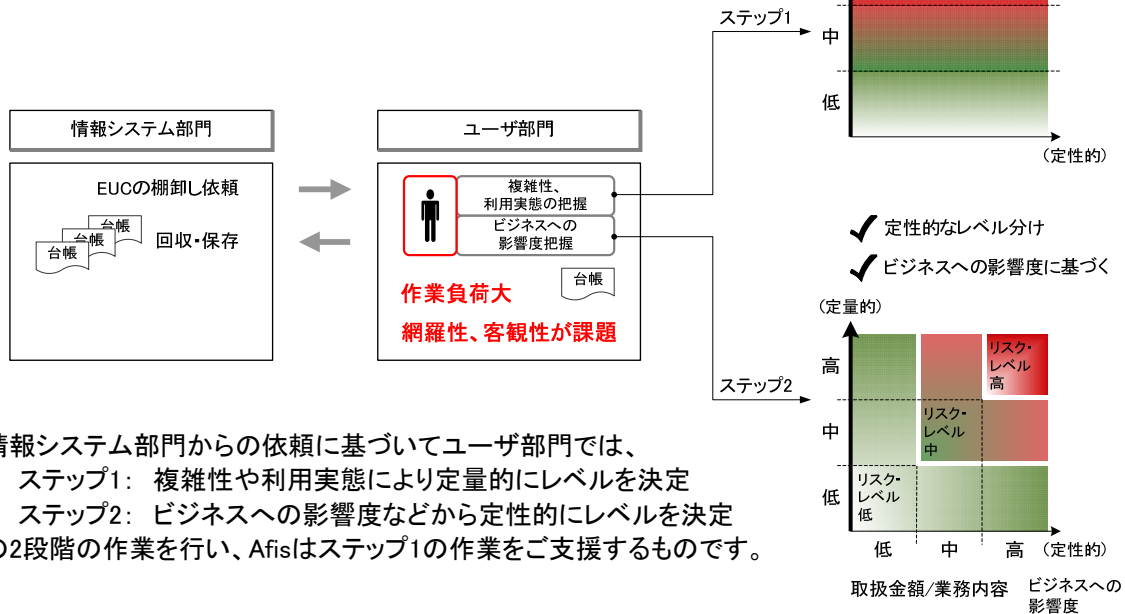 ステップ1
中
低
(定性的)
情報システム部門
EUCの棚卸し依頼
台帳
台帳
台帳
回収・保存
ユーザ部門
複雑性、
利用実態の把握
ビジネスへの
影響度把握
台帳
作業負荷大
網羅性、客観性が課題
定性的なレベル分け
ビジネスへの影響度に基づく
(定量的)
ステップ2
高
中
低
リスク・
レベル
高
リスク・
レベル
中
リスク・
レベル
低
低
中
高
(定性的)
取扱金額/業務内容
ビジネスへの
影響度
情報システム部門からの依頼に基づいてユーザ部門では、
ステップ1: 複雑性や利用実態により定量的にレベルを決定
ステップ2: ビジネスへの影響度などから定性的にレベルを決定
の2段階の作業を行い、Afisはステップ1の作業をご支援するものです。